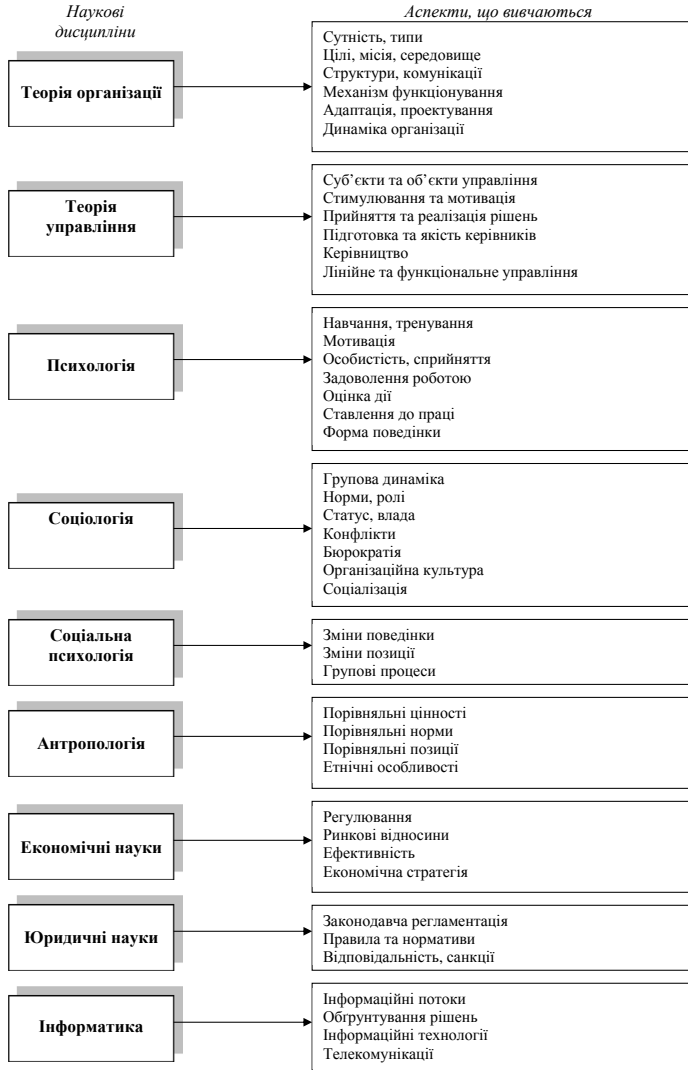 Наукові
дисципліни
Аспекти, що вивчаються
Теорія організації
Сутність, типи
Цілі, місія, середовище
Структури, комунікації
Механізм функціонування
Адаптація, проектування
Динаміка організації
Теорія
управління
Суб’єкти та об’єкти управління
Стимулювання та мотивація
Прийняття та реалізація рішень
Підготовка та якість керівників
Керівництво
Лінійне та функціональне управління
Психологія
Навчання, тренування
Мотивація
Особистість, сприйняття
Задоволення роботою
Оцінка дії
Ставлення до праці
Форма поведінки
Соціологія
Групова динаміка
Норми, ролі
Статус, влада
Конфлікти
Бюрократія
Організаційна культура
Соціалізація
Соціальна
психологія
Зміни поведінки
Зміни позиції
Групові процеси
Антропологія
Порівняльні цінності
Порівняльні норми
Порівняльні позиції
Етнічні особливості
Економічні науки
Регулювання
Ринкові відносини
Ефективність
Економічна стратегія
Юридичні науки
Законодавча регламентація
Правила та нормативи
Відповідальність, санкції
Інформатика
Інформаційні потоки
Обґрунтування рішень
Інформаційні технології
Телекомунікації